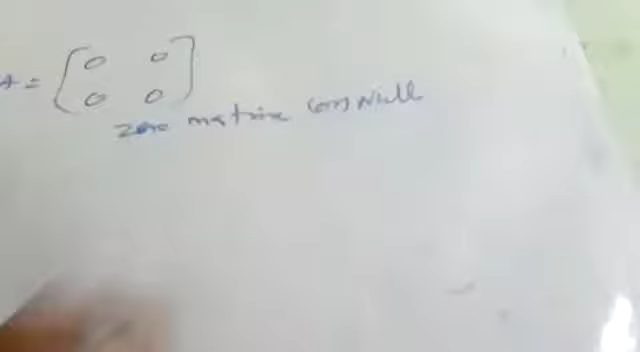 A = [0 0
0 0]
zero matrix (or) Null